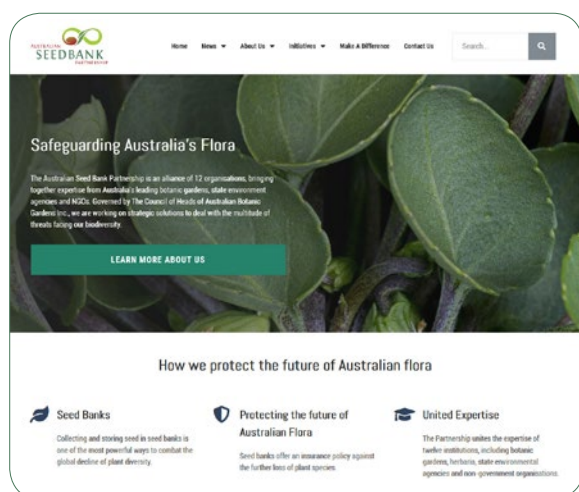 AUSTRALIAN
SEEDBANK
PARTNERSHIP
Home News About Us Initiatives Make A Difference Contact Us Search...
Safeguarding Australia's Flora
The Australian Seed Bank Partnership is an alliance of 12 organisations, bringing
together expertise from Australia's leading botanic gardens, state environment
agencies and NGOs. Governed by The Council of Heads of Australian Botanic
Gardens Inc., we are working on strategic solutions to deal with the multitude of
threats facing our biodiversity.
LEARN MORE ABOUT US
How we protect the future of Australian flora
Seed Banks
Collecting and storing seed in seed banks is
one of the most powerful ways to combat the
global decline of plant diversity.
Protecting the future of
Australian Flora
Seed banks offer an insurance policy against
the further loss of plant species.
United Expertise
The Partnership unites the expertise of
twelve institutions, including botanic
gardens, herbaria, state environmental
agencies and non-government organisations.